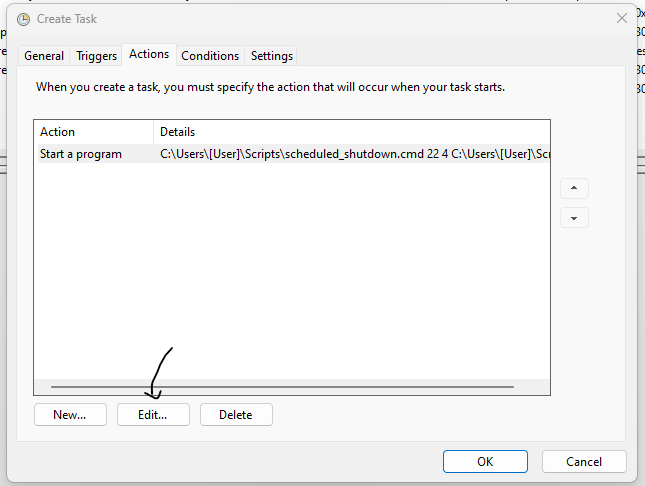 Create Task
General Triggers Actions Conditions Settings
When you create a task, you must specify the action that will occur when your task starts.
Action Details
Start a program C:\Users\[User]\Scripts\scheduled_shutdown.cmd 22 4 C:\Users\[User]\Scr
New... Edit... Delete
OK Cancel